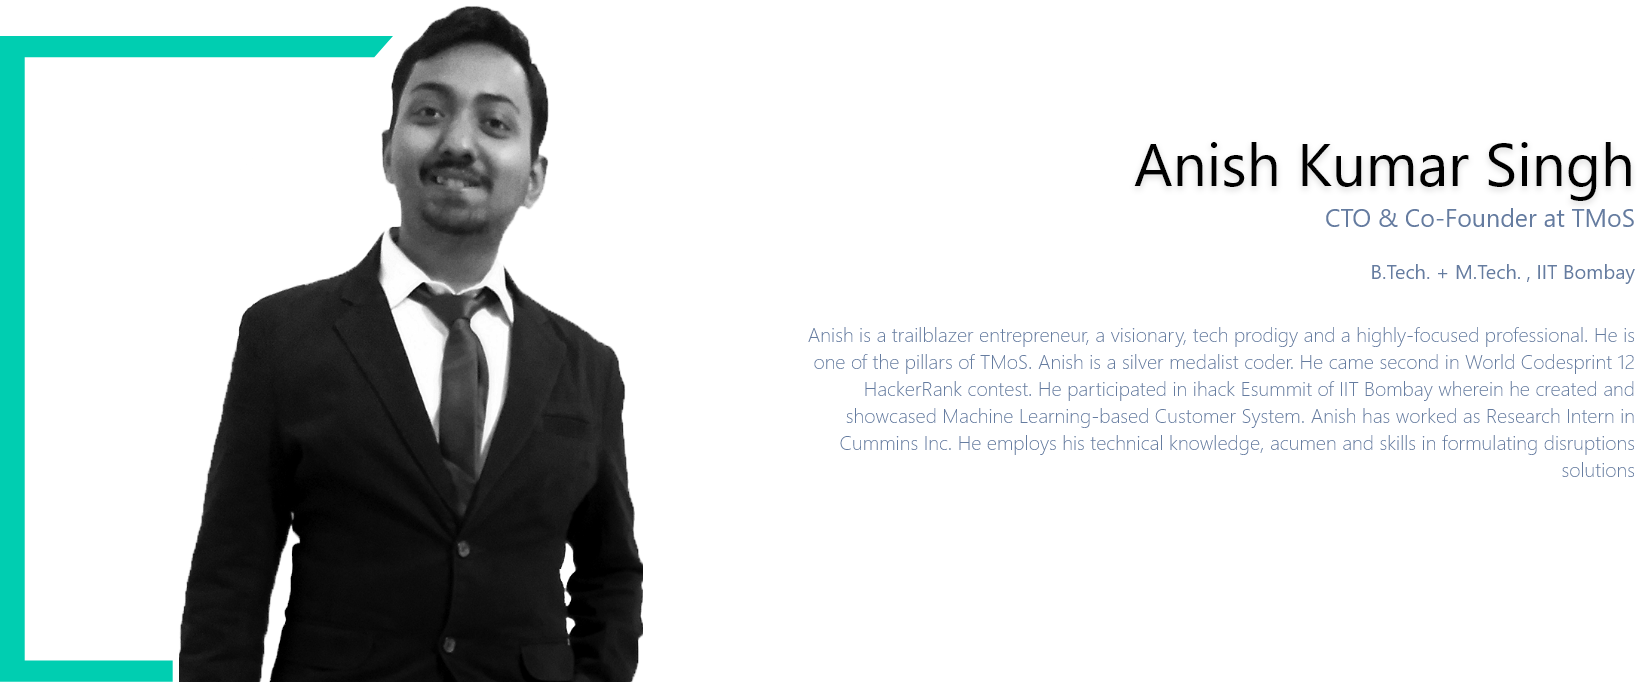 Anish Kumar Singh
CTO & Co-Founder at TMoS
B.Tech. + M.Tech. , IIT Bombay
Anish is a trailblazer entrepreneur, a visionary, tech prodigy and a highly-focused professional. He is
one of the pillars of TMoS. Anish is a silver medalist coder. He came second in World Codesprint 12
HackerRank contest. He participated in ihack Esummit of IIT Bombay wherein he created and
showcased Machine Learning-based Customer System. Anish has worked as Research Intern in
Cummins Inc. He employs his technical knowledge, acumen and skills in formulating disruptions
solutions